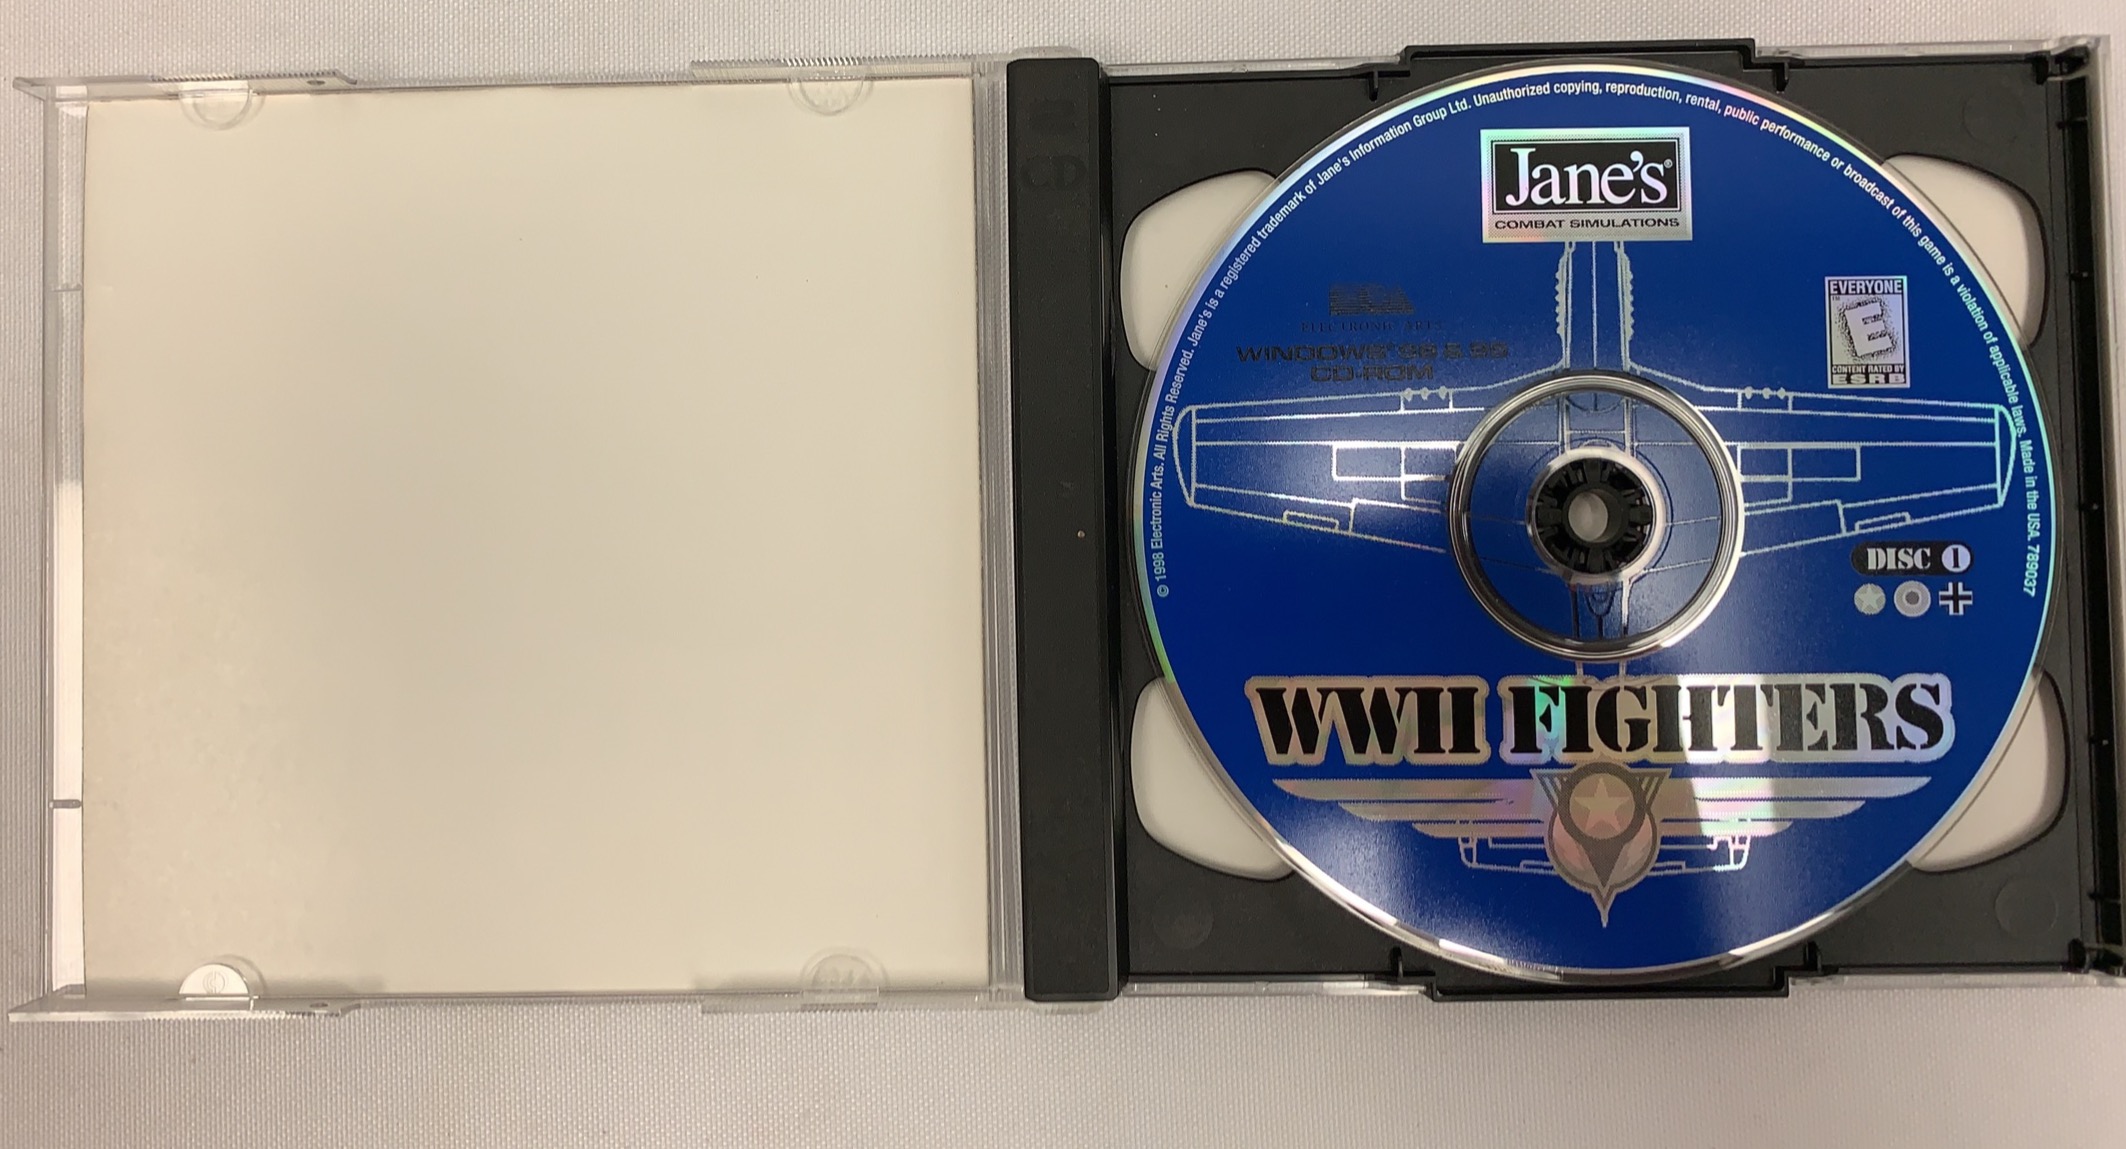 CD
© 1998 Electronic Arts. All Rights Reserved. Jane's is a registered trademark of Jane's Information Group Ltd. Unauthorized copying, reproduction, rental, public performance or broadcast of this game is a violation of applicable laws. Made in the USA. 789037
Jane's®
COMBAT SIMULATIONS
ELECTRONIC ARTS
WINDOWS® 98 & 95
CD-ROM
EVERYONE
TM
E
CONTENT RATED BY
ESRB
DISC 1
WWII FIGHTERS